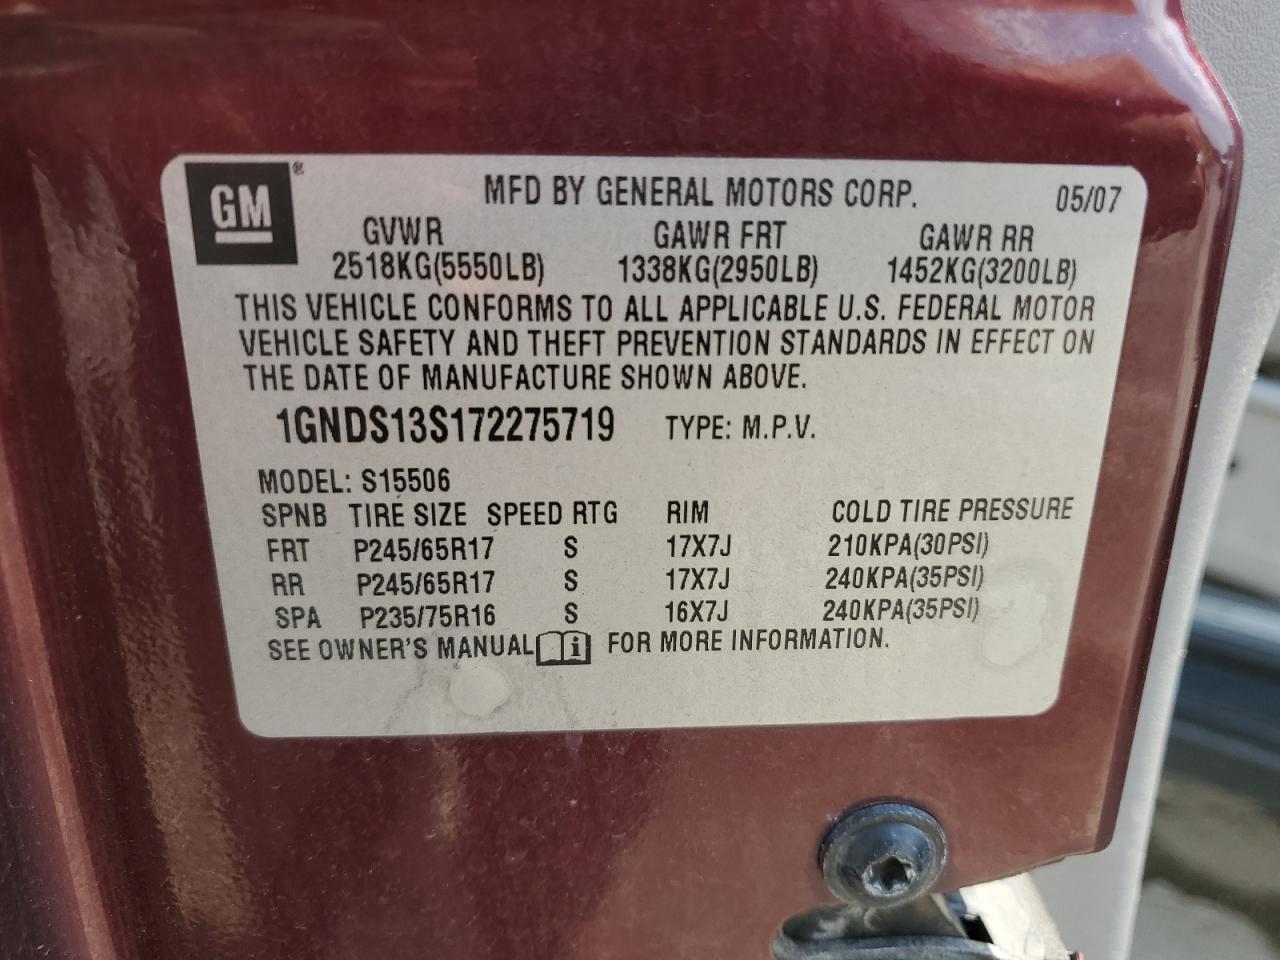 GM® MFD BY GENERAL MOTORS CORP. 05/07
GVWR GAWR FRT GAWR RR
2518KG(5550LB) 1338KG(2950LB) 1452KG(3200LB)
THIS VEHICLE CONFORMS TO ALL APPLICABLE U.S. FEDERAL MOTOR
VEHICLE SAFETY AND THEFT PREVENTION STANDARDS IN EFFECT ON
THE DATE OF MANUFACTURE SHOWN ABOVE.
1GNDS13S172275719 TYPE: M.P.V.
MODEL: S15506
SPNB TIRE SIZE SPEED RTG RIM COLD TIRE PRESSURE
FRT P245/65R17 S 17X7J 210KPA(30PSI)
RR P245/65R17 S 17X7J 240KPA(35PSI)
SPA P235/75R16 S 16X7J 240KPA(35PSI)
SEE OWNER'S MANUAL i FOR MORE INFORMATION.